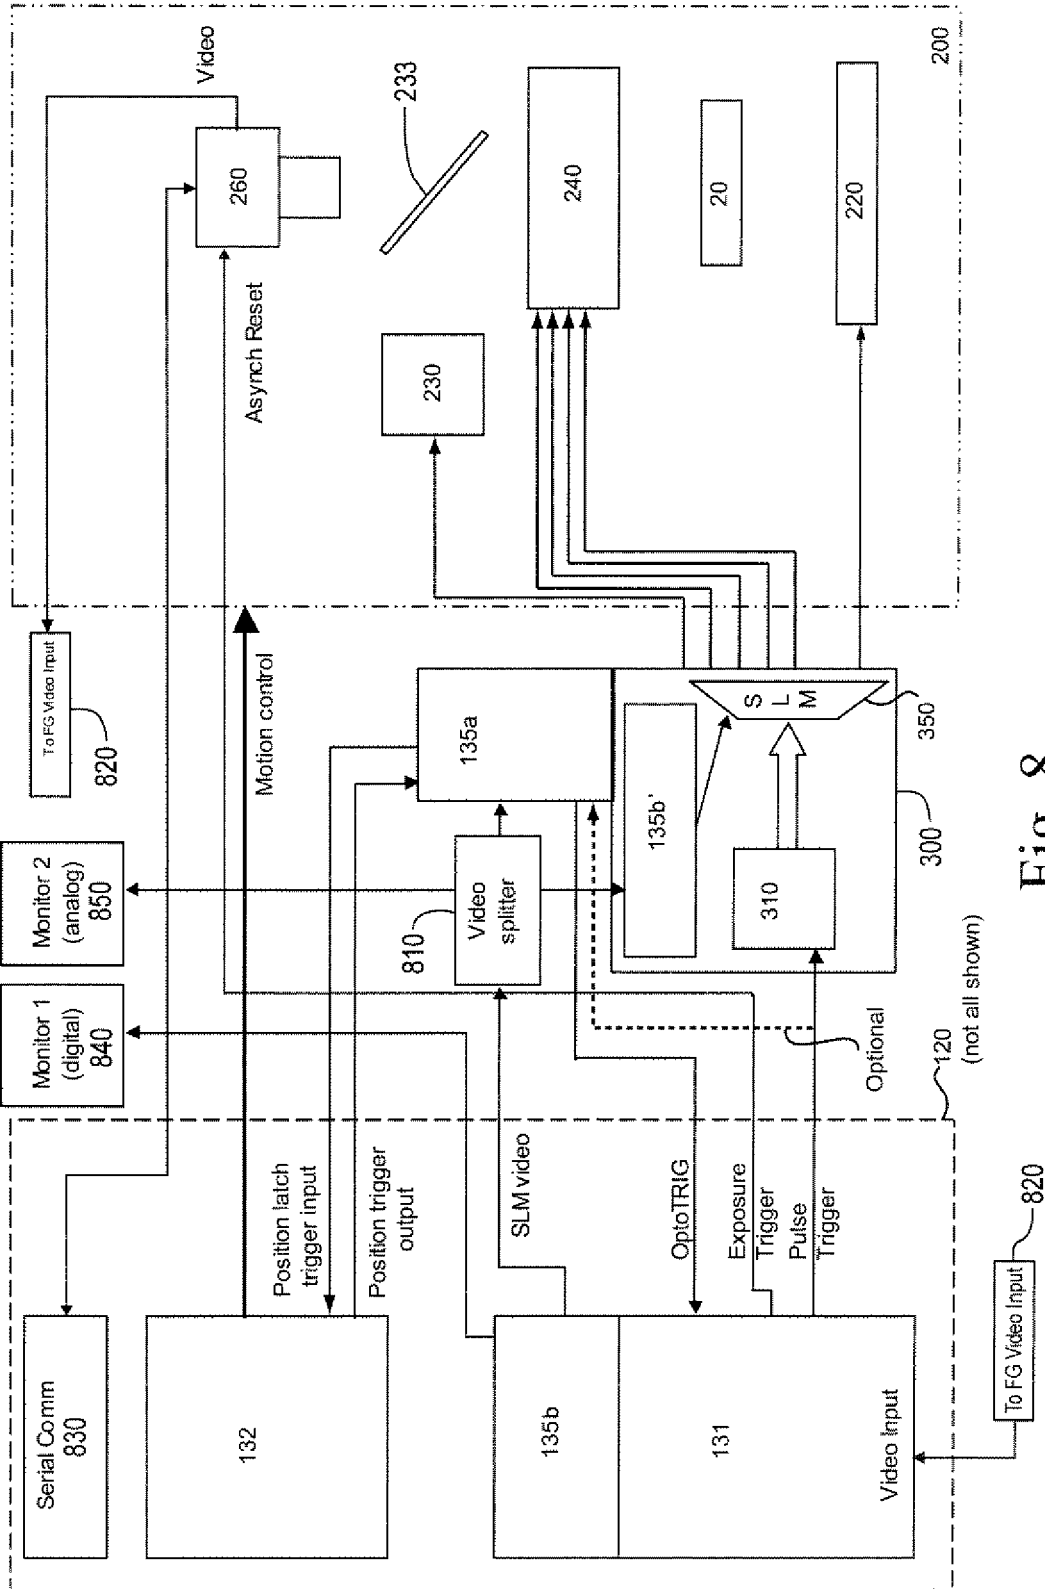 Serial Comm
830
132
135b
131
Video Input
To FG Video Input
820
120
(not all shown)
Monitor 1
(digital)
840
Monitor 2
(analog)
850
To FG Video Input
820
Position latch
trigger input
Position trigger
output
SLM video
OptoTRIG
Exposure
Trigger
Pulse
Trigger
Optional
Motion control
810
Video
splitter
135a
135b'
310
S
L
M
350
300
Asynch Reset
Video
260
233
230
240
20
220
200
Fig. 8